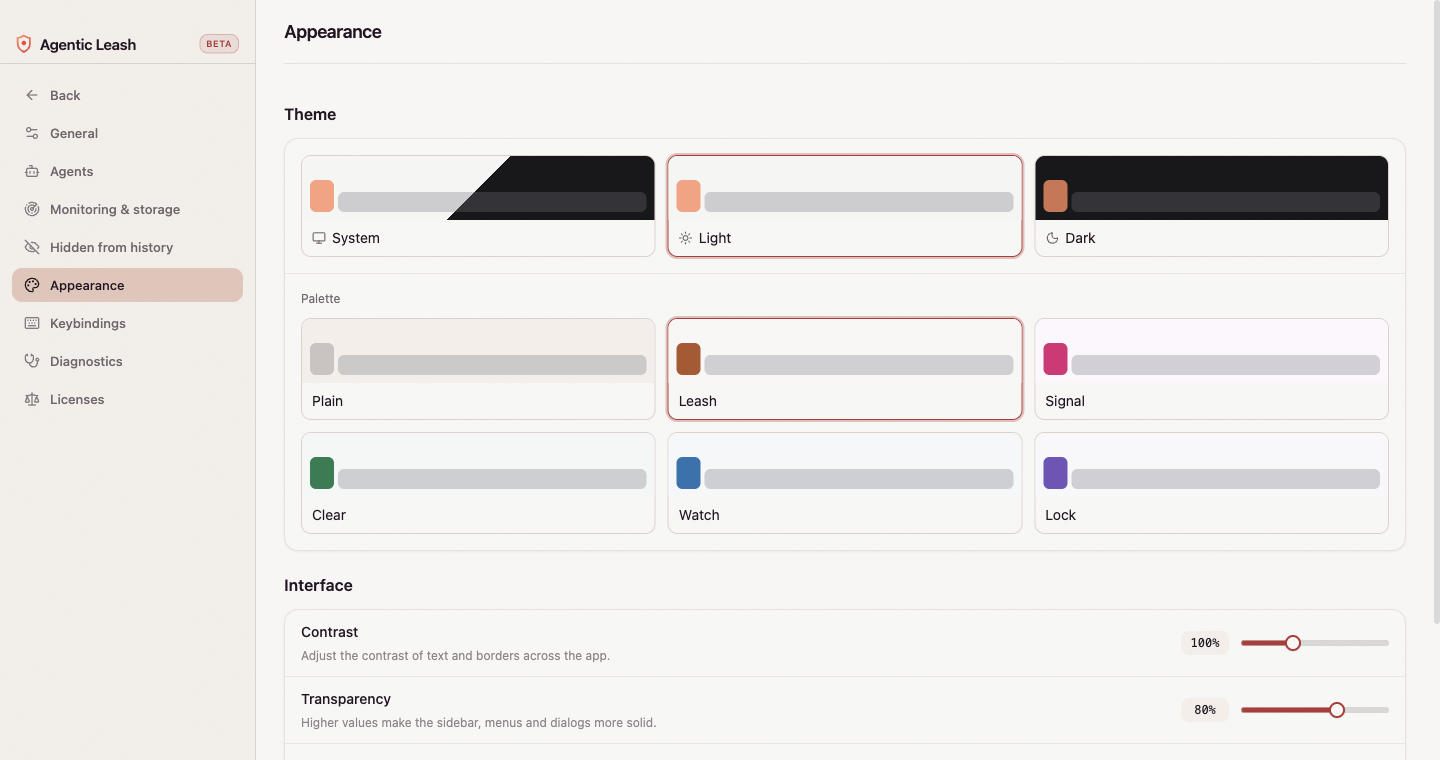 Agentic Leash
BETA
Back
General
Agents
Monitoring & storage
Hidden from history
Appearance
Keybindings
Diagnostics
Licenses
Appearance
Theme
System
Light
Dark
Palette
Plain
Leash
Signal
Clear
Watch
Lock
Interface
Contrast
Adjust the contrast of text and borders across the app.
100%
Transparency
Higher values make the sidebar, menus and dialogs more solid.
80%